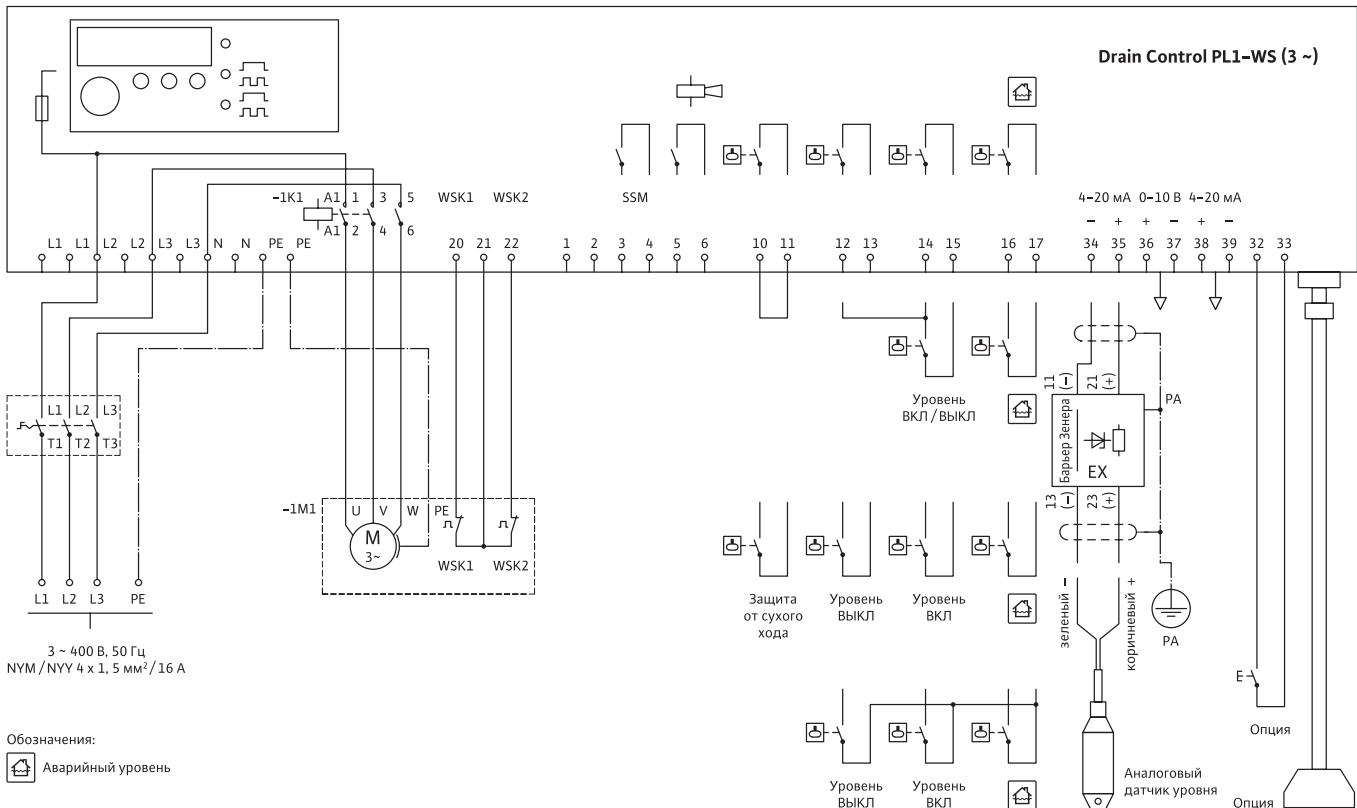 Drain Control PL1-WS (3 ~)
-1K1 A1 1 3 5 WSK1 WSK2 SSM
4-20 мА 0-10 В 4-20 мА
− + + − + −
A1 2 4 6
L1 L1 L2 L2 L3 L3 N N PE PE 20 21 22 1 2 3 4 5 6 10 11 12 13 14 15 16 17 34 35 36 37 38 39 32 33
L1 L2 L3
T1 T2 T3
Уровень
ВКЛ / ВЫКЛ
11 (−) 21 (+)
PA
Барьер Зенера
EX
13 (−) 23 (+)
-1M1 U V W PE
M
3~
WSK1 WSK2
L1 L2 L3 PE
3 ~ 400 В, 50 Гц
NYM / NYY 4 x 1, 5 мм² / 16 А
Защита
от сухого
хода
Уровень
ВЫКЛ
Уровень
ВКЛ
зеленый −
коричневый +
PA
E
Опция
Обозначения:
Аварийный уровень
Уровень
ВЫКЛ
Уровень
ВКЛ
Аналоговый
датчик уровня
Опция